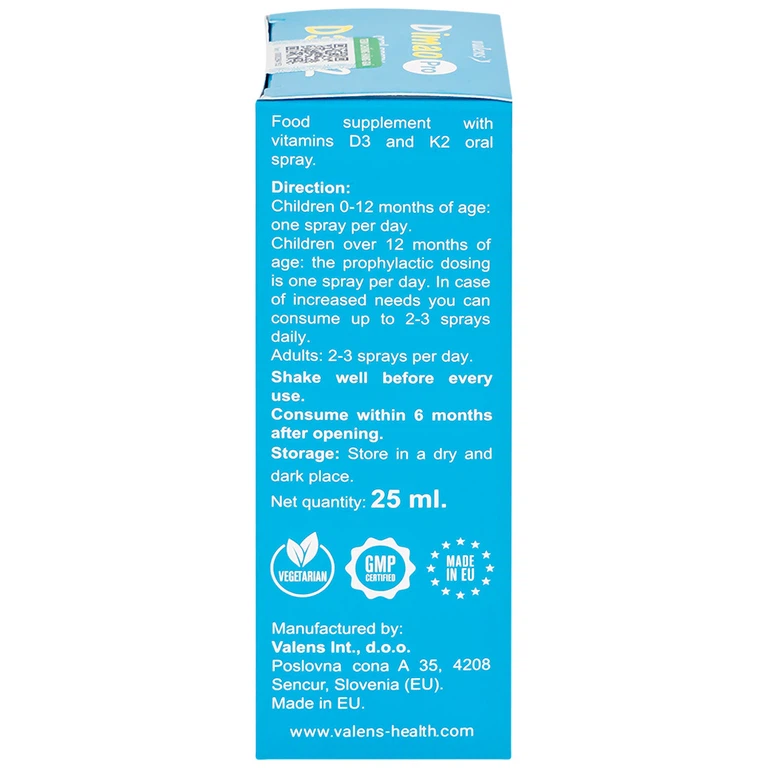 valens
Dimao
Pro
D3
K2
Food supplement with
vitamins D3 and K2 oral
spray.
Direction:
Children 0-12 months of age:
one spray per day.
Children over 12 months of
age: the prophylactic dosing
is one spray per day. In case
of increased needs you can
consume up to 2-3 sprays
daily.
Adults: 2-3 sprays per day.
Shake well before every
use.
Consume within 6 months
after opening.
Storage: Store in a dry and
dark place.
Net quantity: 25 ml.
VEGETARIAN
GMP
CERTIFIED
MADE
IN EU
Manufactured by:
Valens Int., d.o.o.
Poslovna cona A 35, 4208
Sencur, Slovenia (EU).
Made in EU.
www.valens-health.com